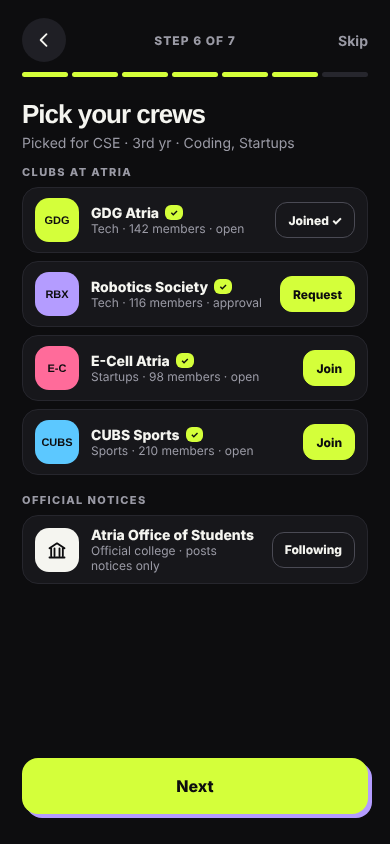 STEP 6 OF 7
Skip
Pick your crews
Picked for CSE · 3rd yr · Coding, Startups
CLUBS AT ATRIA
GDG
GDG Atria
Tech · 142 members · open
Joined ✓
RBX
Robotics Society
Tech · 116 members · approval
Request
E-C
E-Cell Atria
Startups · 98 members · open
Join
CUBS
CUBS Sports
Sports · 210 members · open
Join
OFFICIAL NOTICES
Atria Office of Students
Official college · posts
notices only
Following
Next